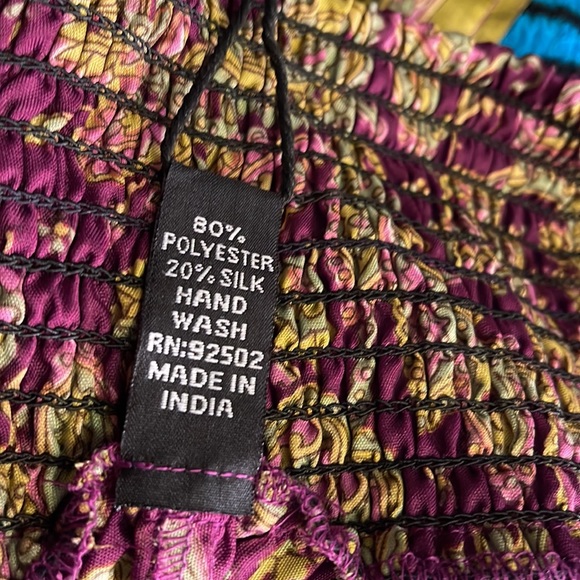 80%
POLYESTER
20% SILK
HAND
WASH
RN:92502
MADE IN
INDIA